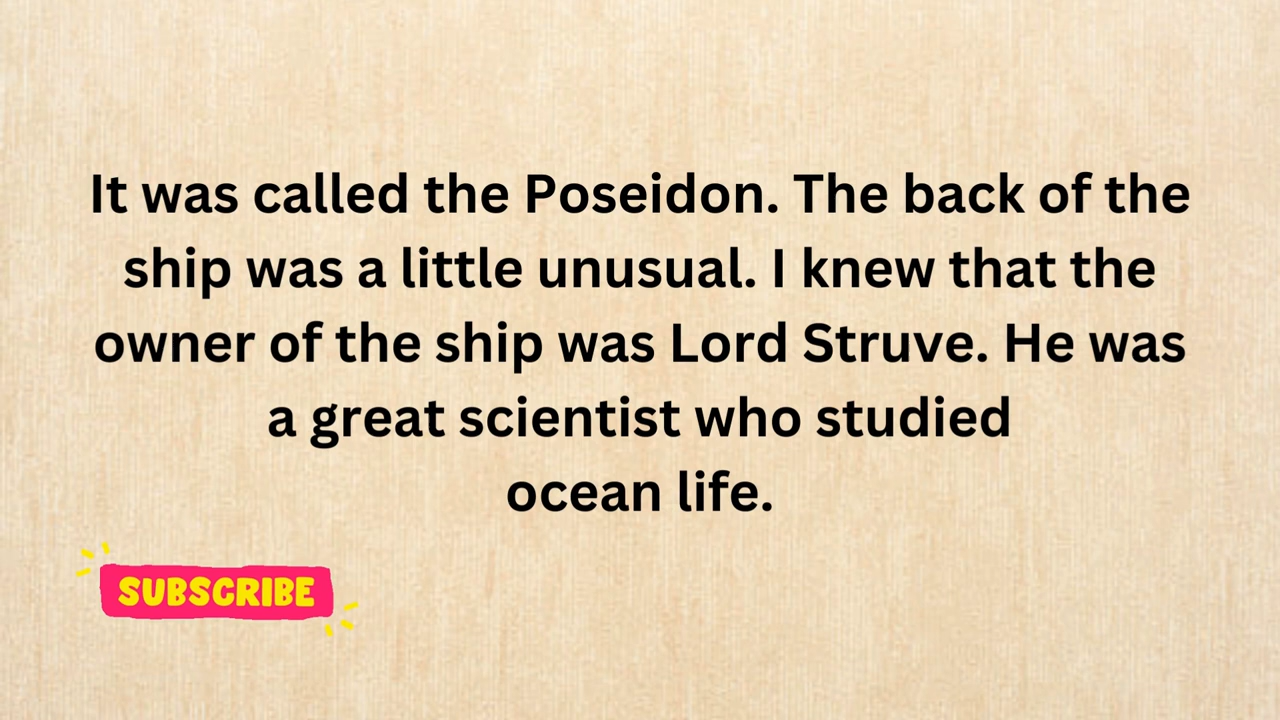 It was called the Poseidon. The back of the
ship was a little unusual. I knew that the
owner of the ship was Lord Struve. He was
a great scientist who studied
ocean life.
SUBSCRIBE